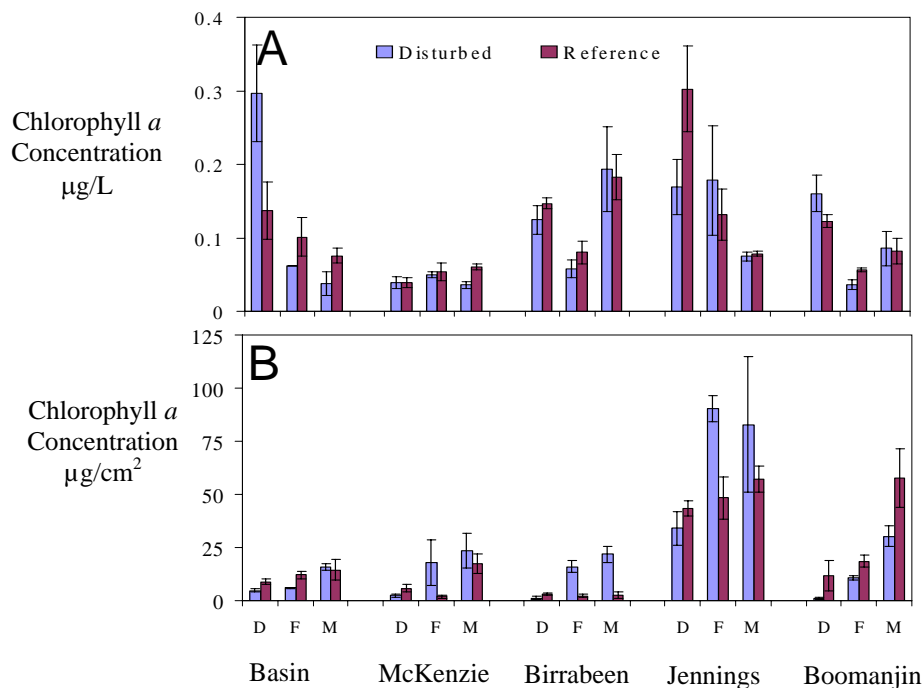 A
Disturbed
Reference
Chlorophyll a
Concentration
µg/L
0.4
0.3
0.2
0.1
0
B
Chlorophyll a
Concentration
µg/cm²
125
100
75
50
25
0
D F M D F M D F M D F M D F M
Basin McKenzie Birrabeen Jennings Boomanjin